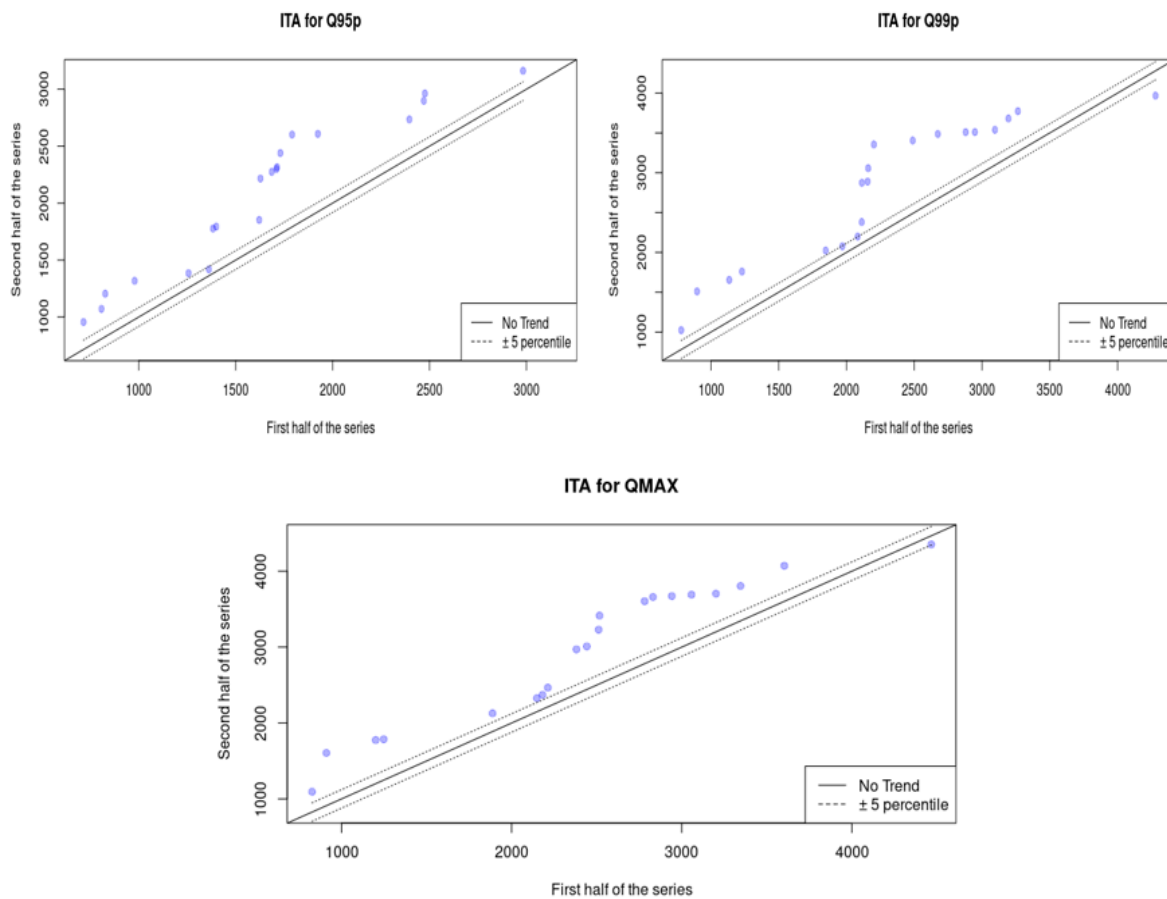 ITA for Q95p
Second half of the series
3000
2500
2000
1500
1000
No Trend
± 5 percentile
1000 1500 2000 2500 3000
First half of the series
ITA for Q99p
Second half of the series
4000
3000
2000
1000
No Trend
± 5 percentile
1000 1500 2000 2500 3000 3500 4000
First half of the series
ITA for QMAX
Second half of the series
4000
3000
2000
1000
No Trend
± 5 percentile
1000 2000 3000 4000
First half of the series